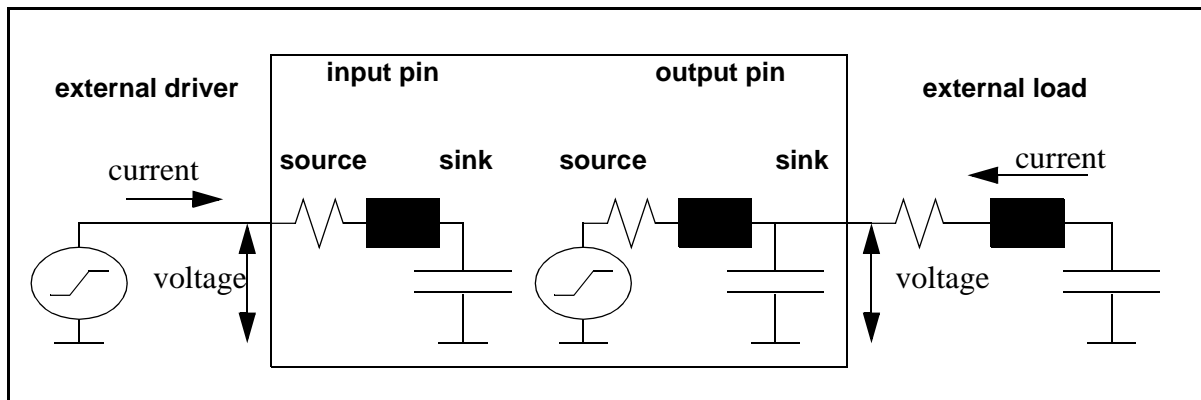 input pin
output pin
external driver
external load
source
sink
source
sink
current
current
voltage
voltage